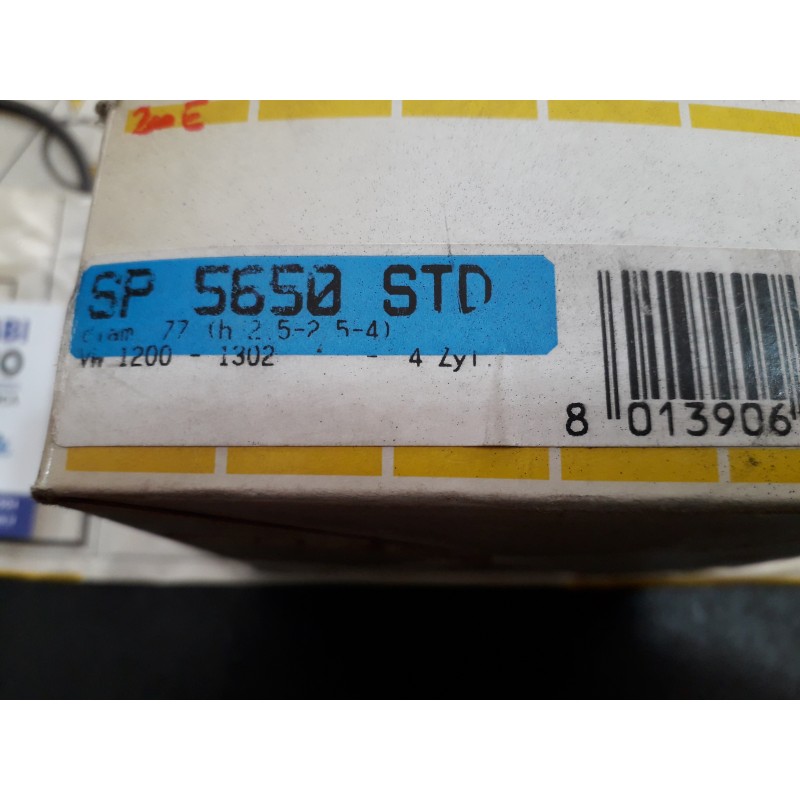 SP 5650 STD
diam. 77 (h 2.5-2.5-4)
VW 1200 - 1302 - 4 Zyl.
8 013906